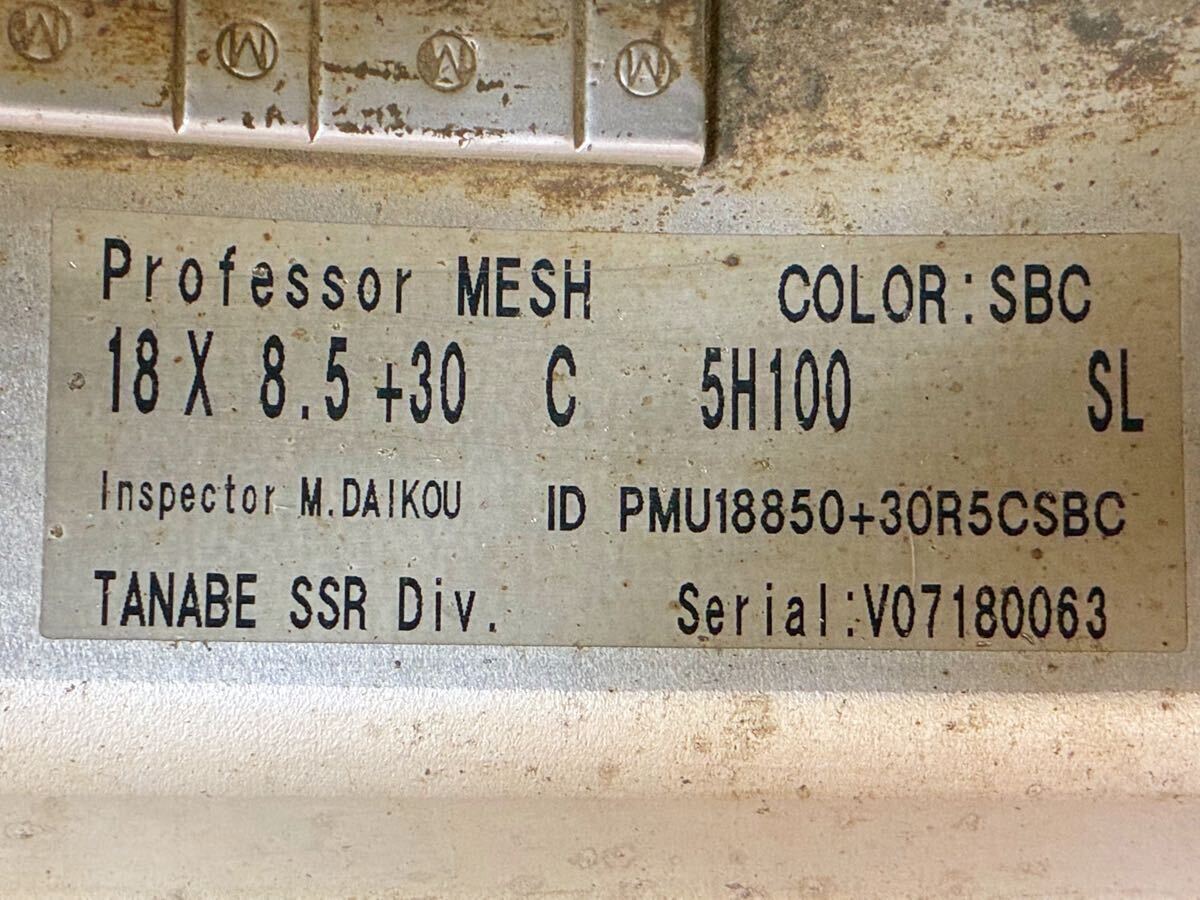 M M M M
Professor MESH COLOR:SBC
18 X 8.5 +30 C 5H100 SL
Inspector M.DAIKOU ID PMU18850+30R5CSBC
TANABE SSR Div. Serial:V07180063